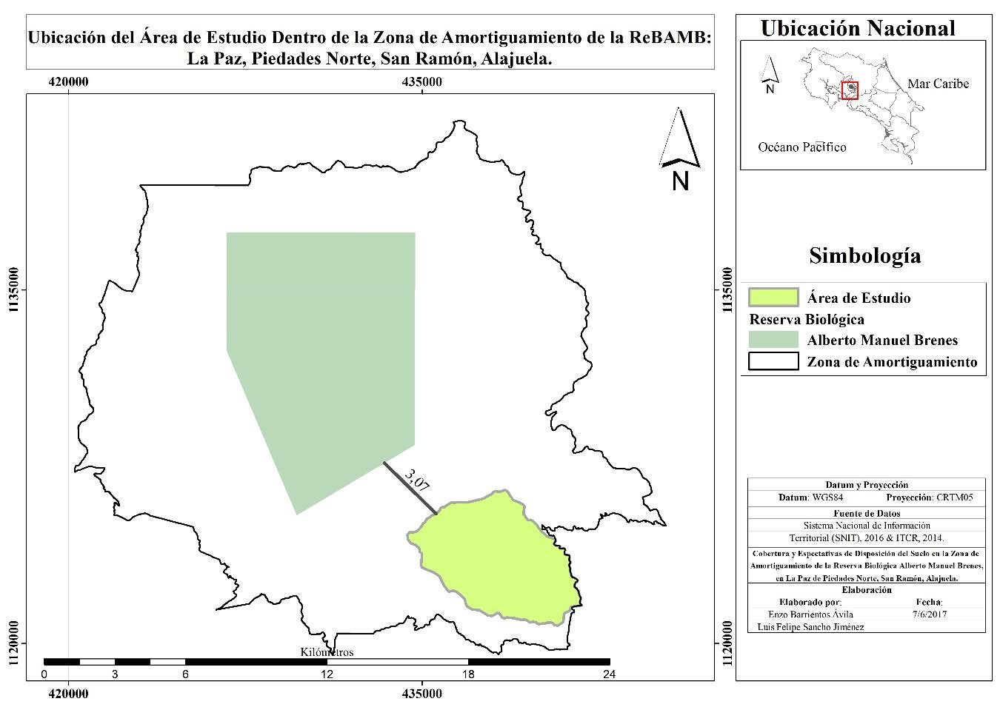 Ubicación del Área de Estudio Dentro de la Zona de Amortiguamiento de la ReBAMB:
La Paz, Piedades Norte, San Ramón, Alajuela.
420000
435000
1135000
1120000
N
3,07
Kilómetros
0
3
6
12
18
24
420000
435000
1135000
1120000
Ubicación Nacional
N
Mar Caribe
Océano Pacífico
Simbología
Área de Estudio
Reserva Biológica
Alberto Manuel Brenes
Zona de Amortiguamiento
Datum y Proyección
Datum: WGS84 Proyección: CRTM05
Fuente de Datos
Sistema Nacional de Información
Territorial (SNIT), 2016 & ITCR, 2014.
Cobertura y Espectativas de Disposición del Suelo en la Zona de
Amortiguamiento de la Reserva Biológica Alberto Manuel Brenes,
en La Paz de Piedades Norte, San Ramón, Alajuela.
Elaboración
Elaborado por: Fecha:
Enzo Barrientos Ávila 7/6/2017
Luis Felipe Sancho Jiménez